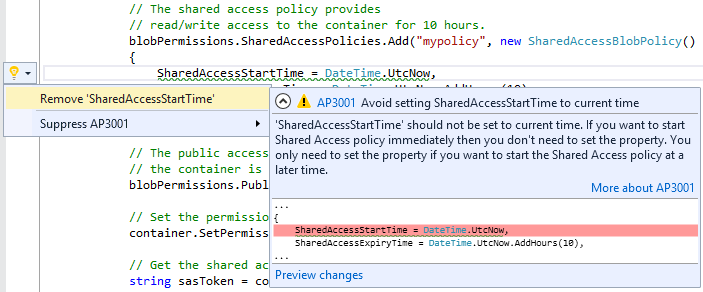 // The shared access policy provides
// read/write access to the container for 10 hours.
blobPermissions.SharedAccessPolicies.Add("mypolicy", new SharedAccessBlobPolicy()
{
SharedAccessStartTime = DateTime.UtcNow,
Remove 'SharedAccessStartTime'
Suppress AP3001
AP3001 Avoid setting SharedAccessStartTime to current time
'SharedAccessStartTime' should not be set to current time. If you want to start
Shared Access policy immediately then you don't need to set the property. You
only need to set the property if you want to start the Shared Access policy at a
later time.
More about AP3001
...
{
SharedAccessStartTime = DateTime.UtcNow,
SharedAccessExpiryTime = DateTime.UtcNow.AddHours(10),
...
Preview changes
// The public access
// the container is
blobPermissions.Publ
// Set the permissio
container.SetPermiss
// Get the shared ac
string sasToken = co